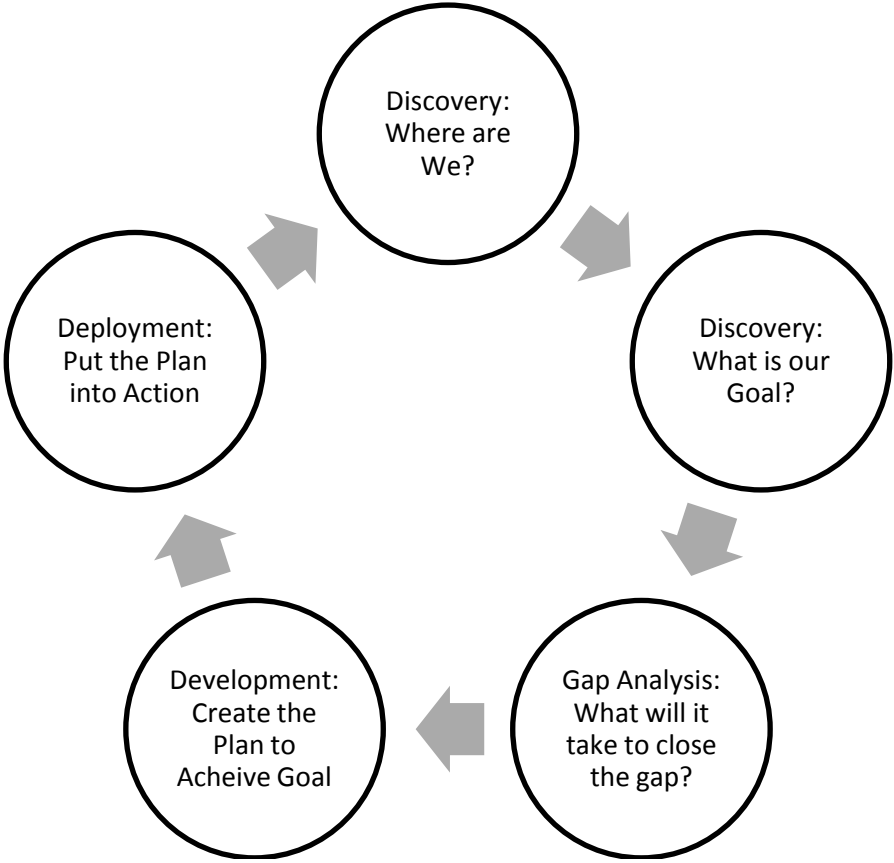 Discovery:
Where are
We?
Discovery:
What is our
Goal?
Gap Analysis:
What will it
take to close
the gap?
Development:
Create the
Plan to
Acheive Goal
Deployment:
Put the Plan
into Action